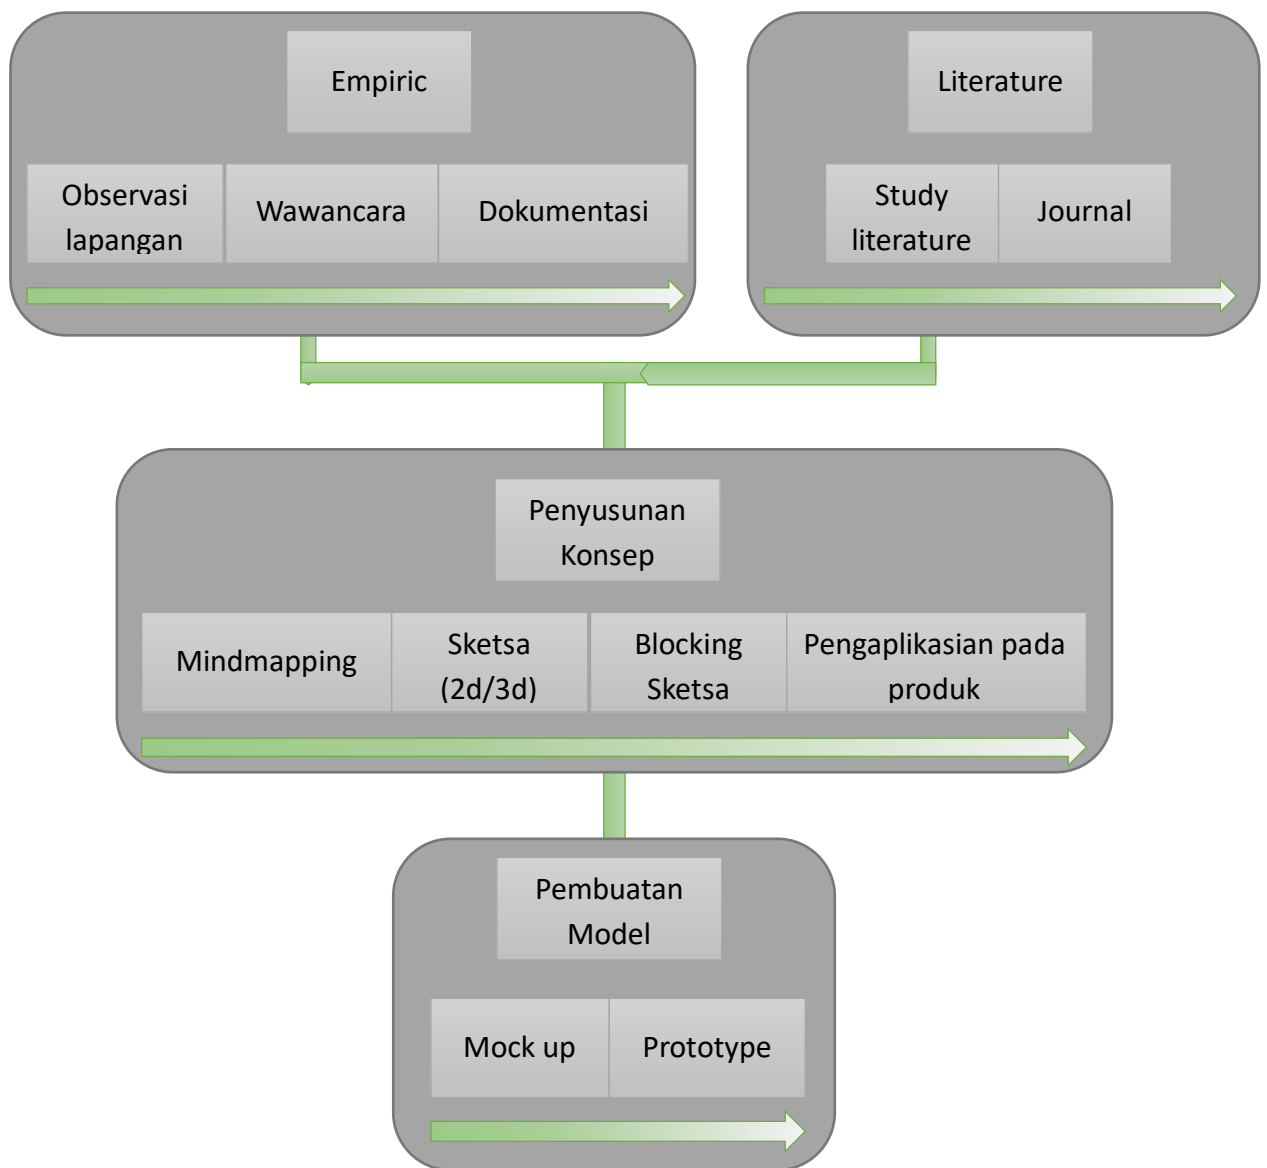 Empiric
Observasi
lapangan
Wawancara
Dokumentasi
Literature
Study
literature
Journal
Penyusunan
Konsep
Mindmapping
Sketsa
(2d/3d)
Blocking
Sketsa
Pengaplikasian pada
produk
Pembuatan
Model
Mock up
Prototype